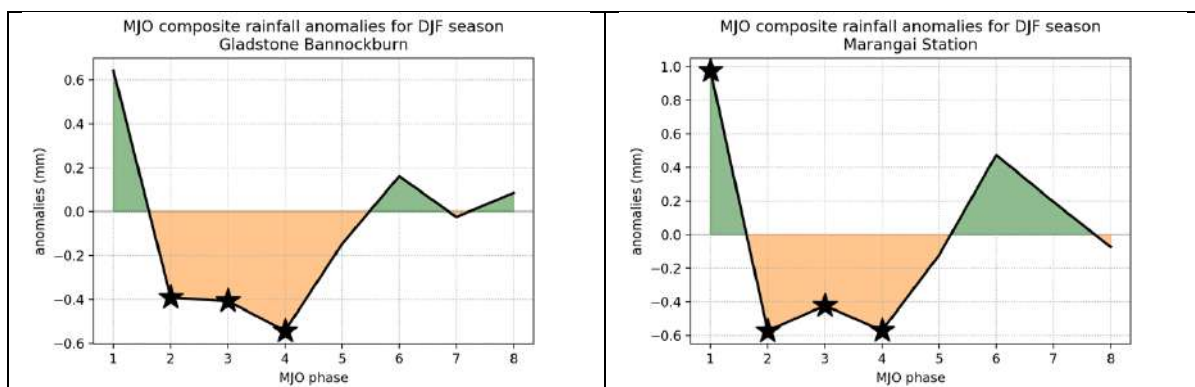 MJO composite rainfall anomalies for DJF season
Gladstone Bannockburn
0.6
0.4
0.2
0.0
−0.2
−0.4
−0.6
anomalies (mm)
1 2 3 4 5 6 7 8
MJO phase
MJO composite rainfall anomalies for DJF season
Marangai Station
1.0
0.8
0.6
0.4
0.2
0.0
−0.2
−0.4
−0.6
anomalies (mm)
1 2 3 4 5 6 7 8
MJO phase